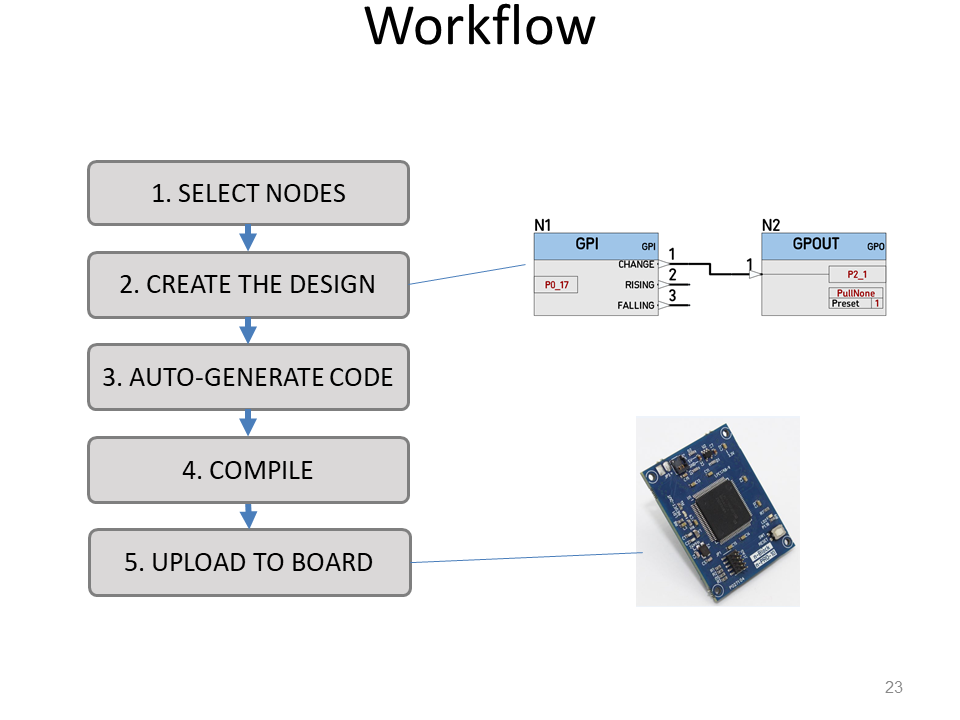 Workflow
1. SELECT NODES
2. CREATE THE DESIGN
3. AUTO-GENERATE CODE
4. COMPILE
5. UPLOAD TO BOARD
N1
GPI GPI
CHANGE 1
RISING 2
FALLING 3
P0_17
N2
GPOUT GPO
1
P2_1
PullNone
Preset 1
23